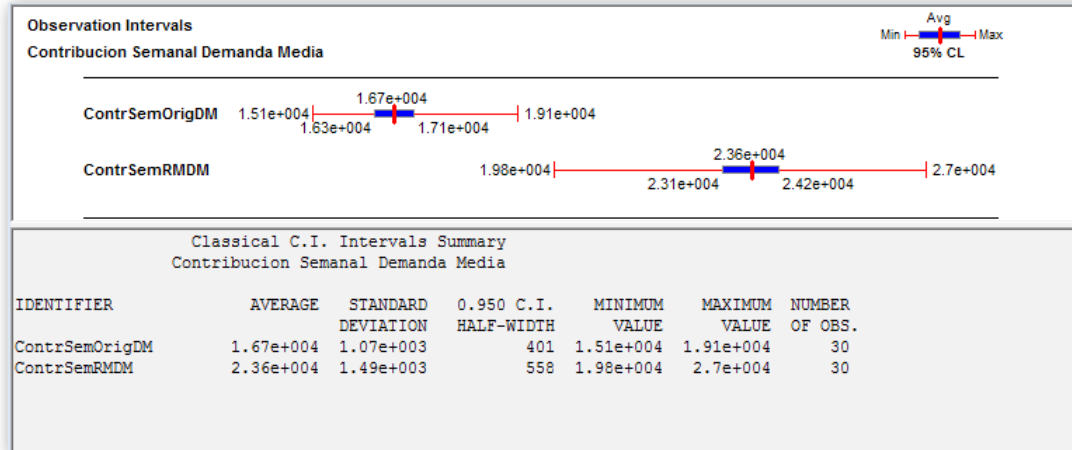 Observation Intervals
Contribucion Semanal Demanda Media
Avg
Min Max
95% CL
1.67e+004
ContrSemOrigDM 1.51e+004 1.91e+004
1.63e+004 1.71e+004
2.36e+004
ContrSemRMDM 1.98e+004 2.7e+004
2.31e+004 2.42e+004
Classical C.I. Intervals Summary
Contribucion Semanal Demanda Media
IDENTIFIER AVERAGE STANDARD 0.950 C.I. MINIMUM MAXIMUM NUMBER
DEVIATION HALF-WIDTH VALUE VALUE OF OBS.
ContrSemOrigDM 1.67e+004 1.07e+003 401 1.51e+004 1.91e+004 30
ContrSemRMDM 2.36e+004 1.49e+003 558 1.98e+004 2.7e+004 30